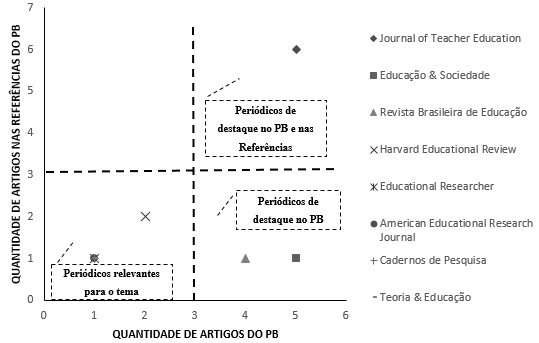 QUANTIDADE DE ARTIGOS NAS REFERÊNCIAS DO PB
7
6
5
4
3
2
1
0
Periódicos de
destaque no PB e nas
Referências
Periódicos de
destaque no PB
Periódicos relevantes
para o tema
0 1 2 3 4 5 6
QUANTIDADE DE ARTIGOS DO PB
Journal of Teacher Education
Educação & Sociedade
Revista Brasileira de Educação
Harvard Educational Review
Educational Researcher
American Educational Research
Journal
Cadernos de Pesquisa
Teoria & Educação